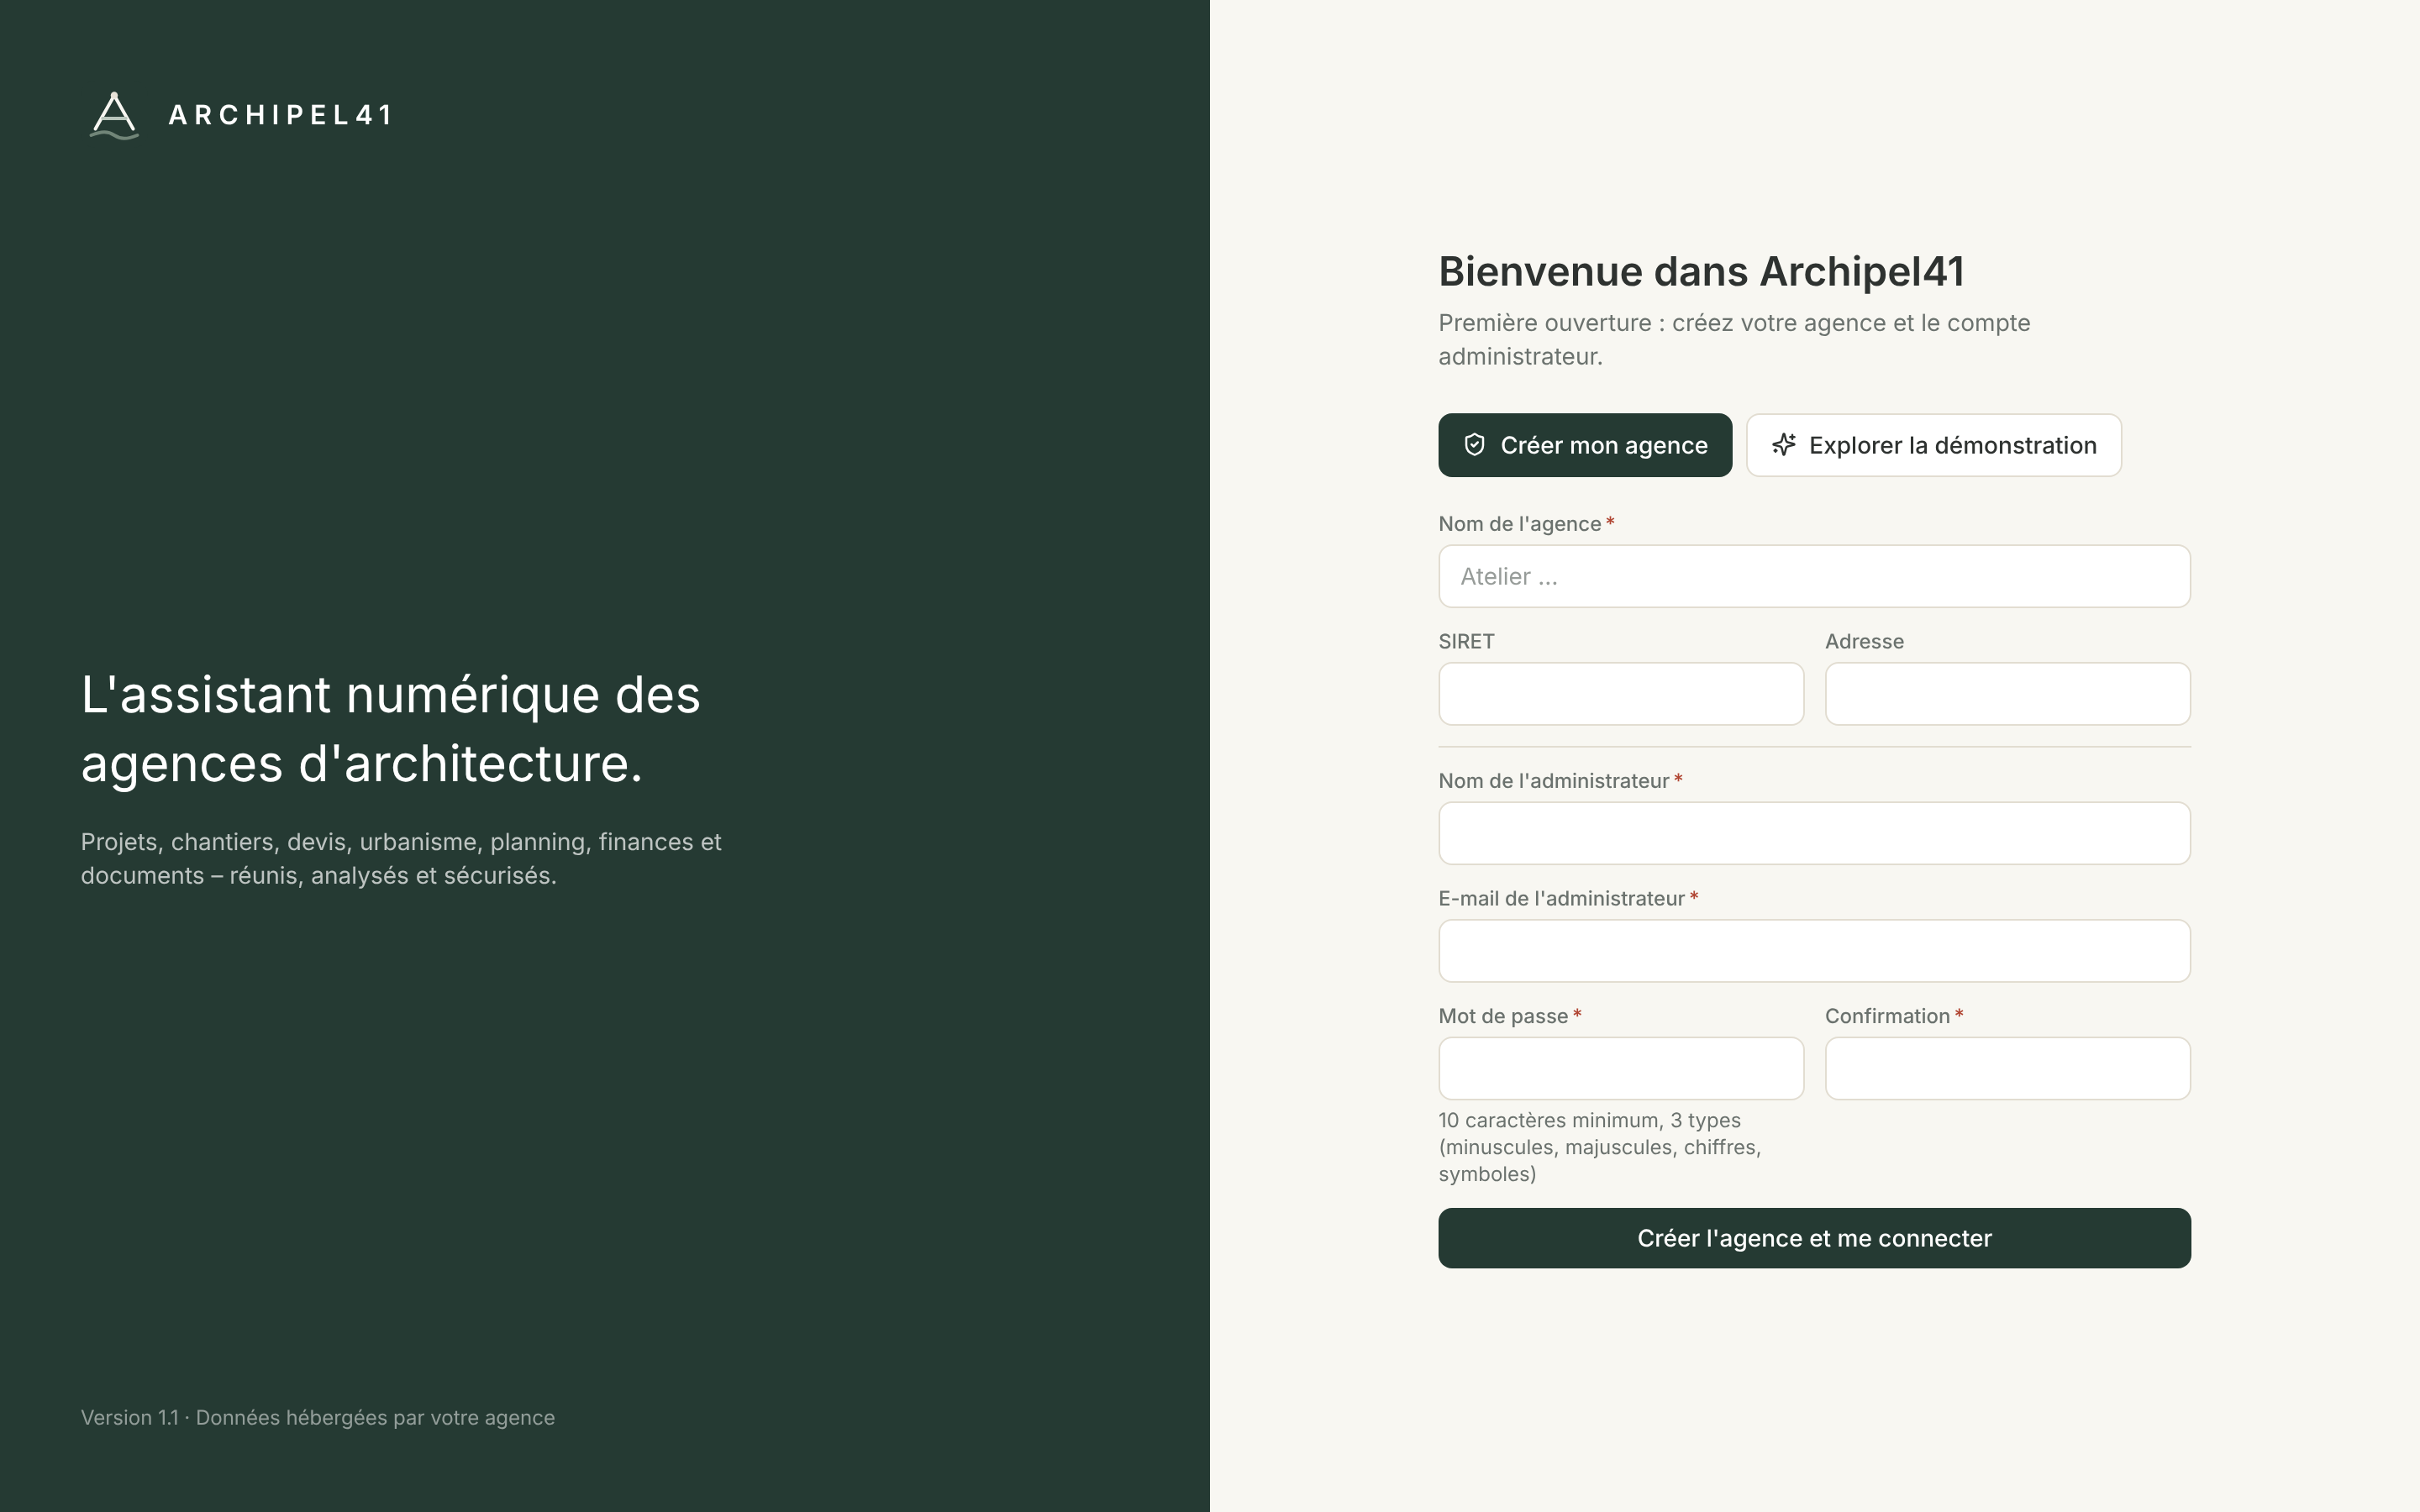 ARCHIPEL41
L'assistant numérique des
agences d'architecture.
Projets, chantiers, devis, urbanisme, planning, finances et
documents – réunis, analysés et sécurisés.
Version 1.1 · Données hébergées par votre agence
Bienvenue dans Archipel41
Première ouverture : créez votre agence et le compte
administrateur.
Créer mon agence
Explorer la démonstration
Nom de l'agence *
Atelier ...
SIRET
Adresse
Nom de l'administrateur *
E-mail de l'administrateur *
Mot de passe *
Confirmation *
10 caractères minimum, 3 types
(minuscules, majuscules, chiffres,
symboles)
Créer l'agence et me connecter